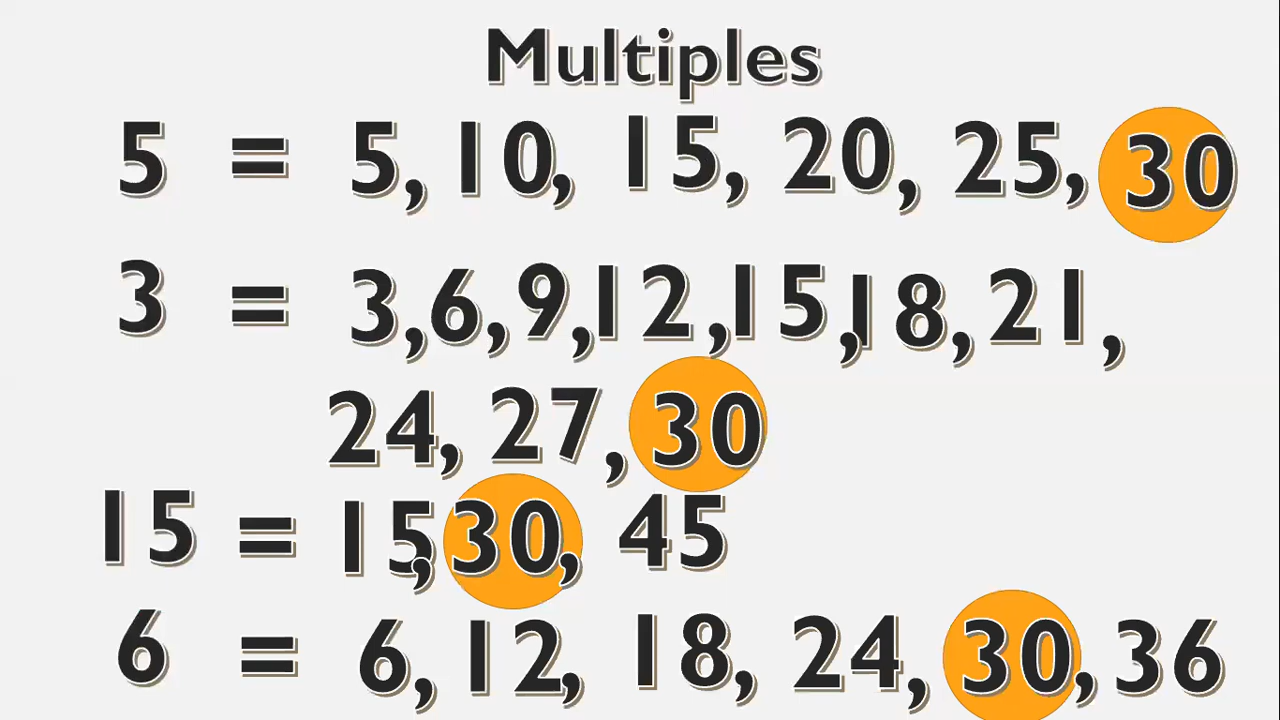 Multiples
5 = 5, 10, 15, 20, 25, 30
3 = 3, 6, 9, 12, 15, 18, 21,
24, 27, 30
15 = 15, 30, 45
6 = 6, 12, 18, 24, 30, 36